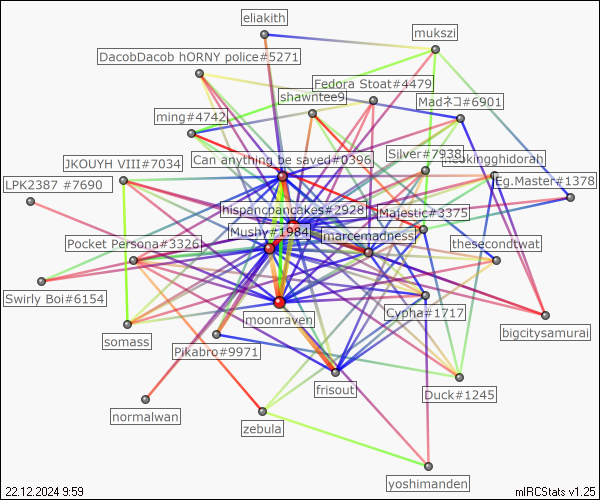 eliakith
mukszi
DacobDacob hORNY police#5271
Fedora Stoat#4479
shawntee9
Madネコ#6901
ming#4742
Silver#7938
Can anything be saved#0396
JKOUYH VIII#7034
LPK2387 #7690
Eg.Master#1378
hispancpancakes#2928
Majestic#3375
Mushy#1984
marcemadness
Pocket Persona#3326
thesecondtwat
Swirly Boi#6154
Cypha#1717
moonraven
bigcitysamurai
somass
Pikabro#9971
frisout
Duck#1245
normalwan
zebula
yoshimanden
22.12.2024 9:59
mIRCStats v1.25